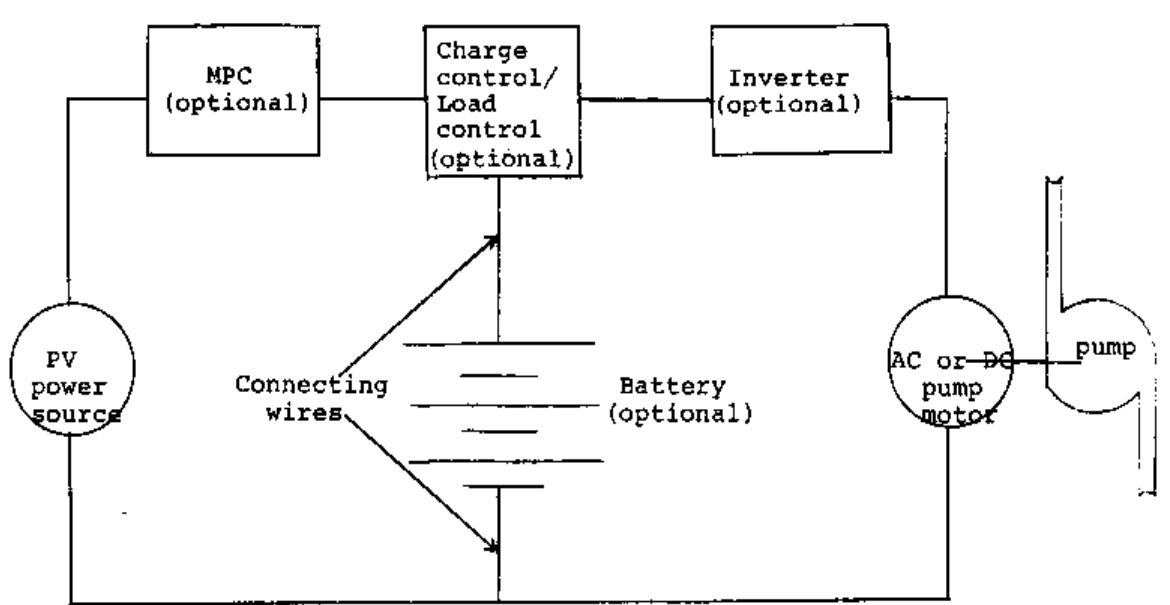 MPC
(optional)
Charge
control/
Load
control
(optional)
Inverter
(optional)
PV
power
source
Connecting
wires
Battery
(optional)
AC or DC
pump
motor
pump